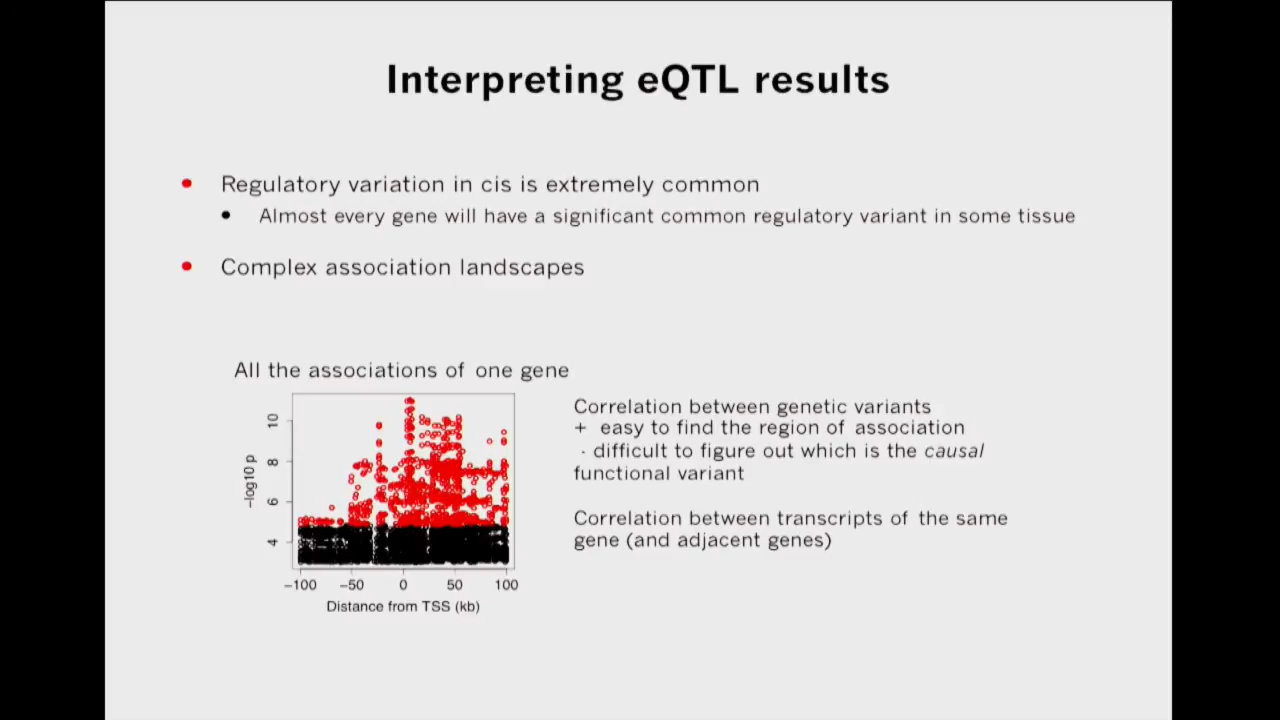 Interpreting eQTL results
Regulatory variation in cis is extremely common
Almost every gene will have a significant common regulatory variant in some tissue
Complex association landscapes
All the associations of one gene
−log10 p
10
8
6
4
−100 −50 0 50 100
Distance from TSS (kb)
Correlation between genetic variants
+ easy to find the region of association
- difficult to figure out which is the causal
functional variant
Correlation between transcripts of the same
gene (and adjacent genes)